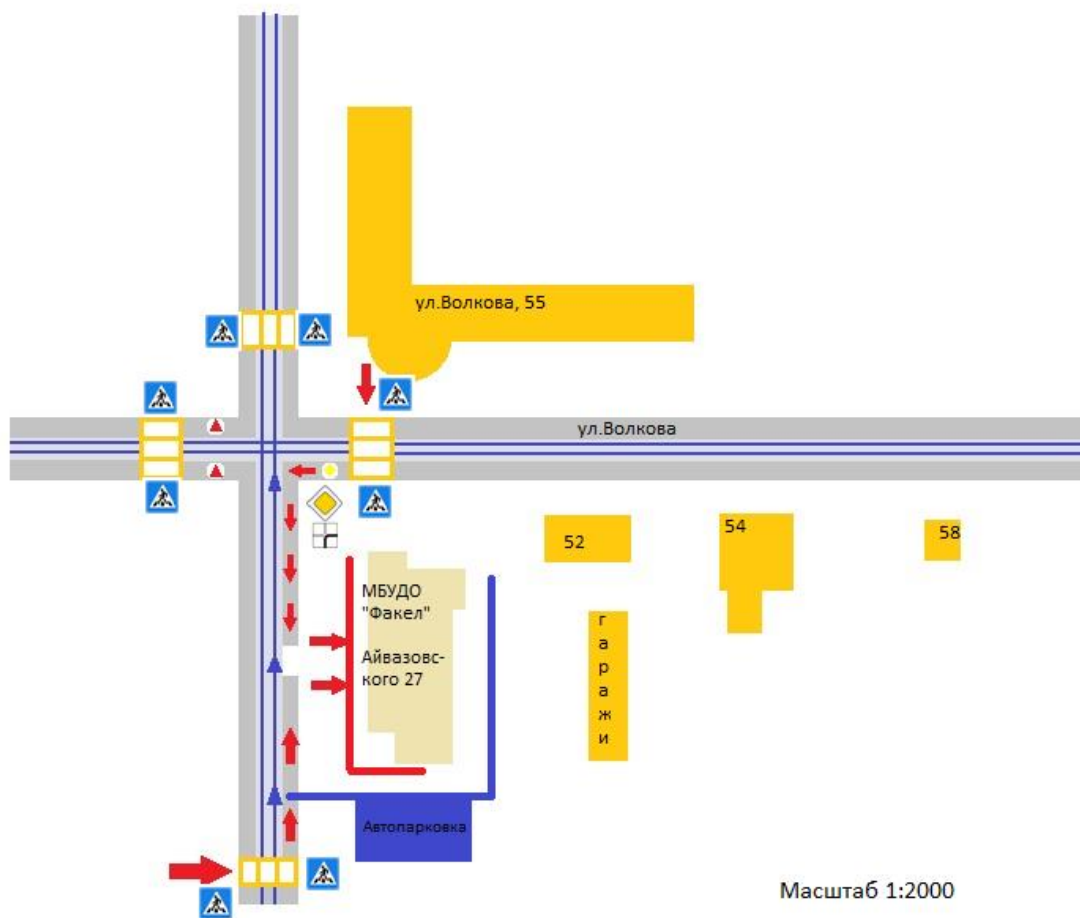 ул.Волкова, 55
ул.Волкова
52
54
58
МБУДО
"Факел"
Айвазовс-
кого 27
г
а
р
а
ж
и
Автопарковка
Масштаб 1:2000